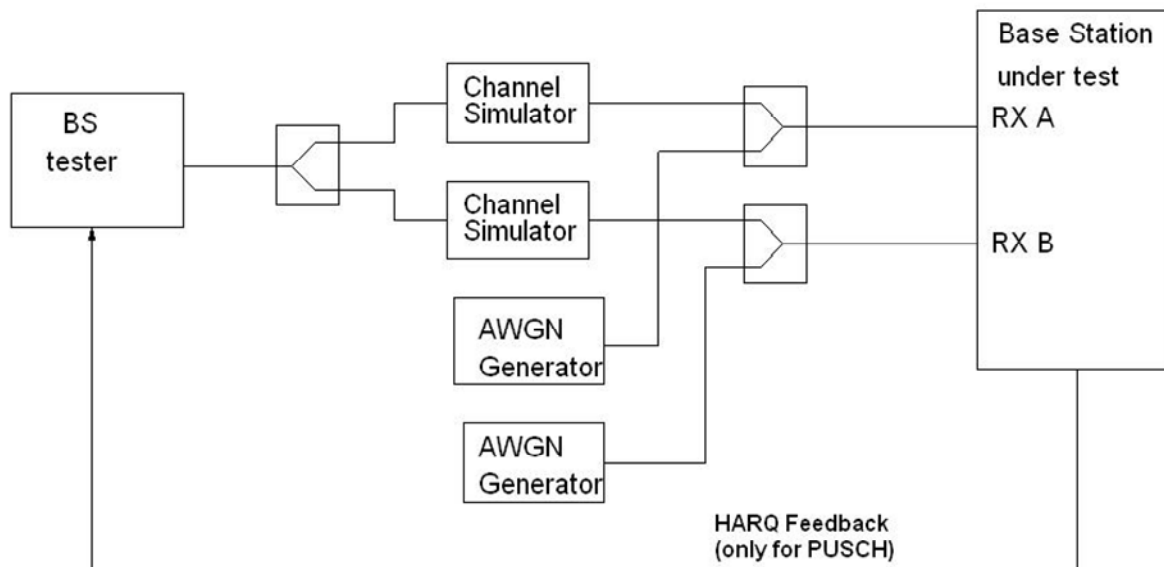 BS
tester
Channel
Simulator
Channel
Simulator
AWGN
Generator
AWGN
Generator
Base Station
under test
RX A
RX B
HARQ Feedback
(only for PUSCH)